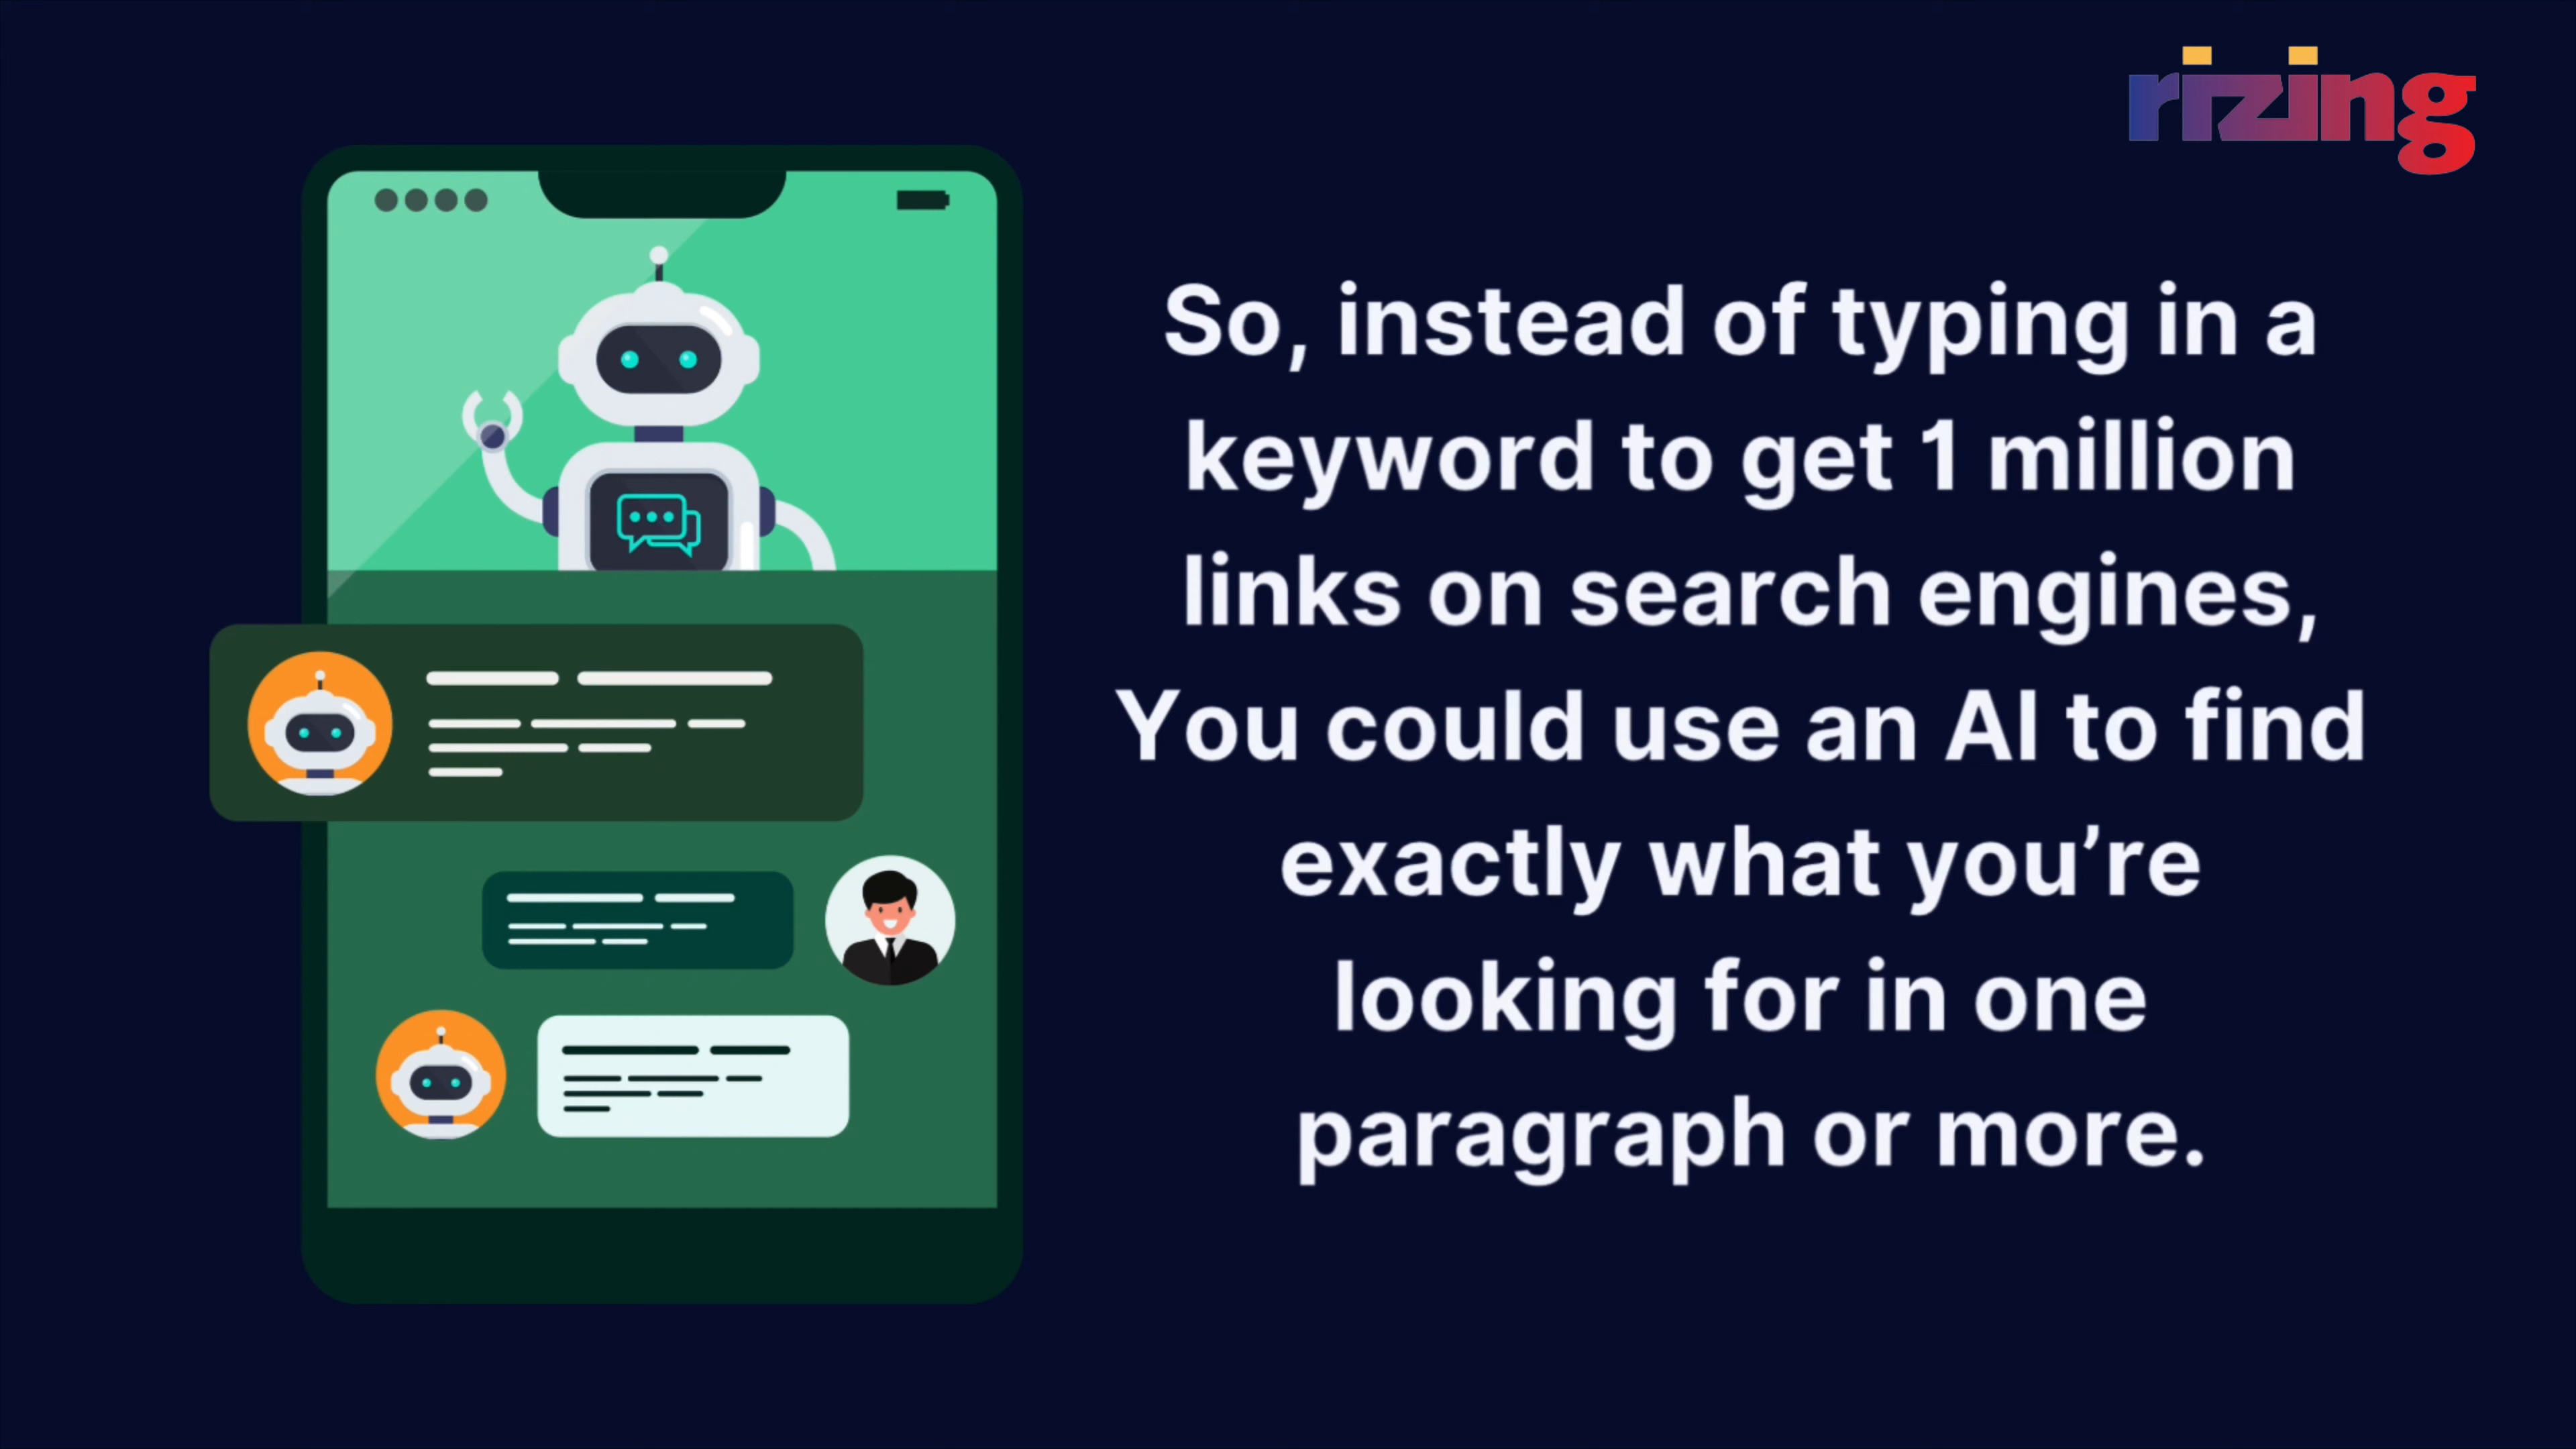 rizing
So, instead of typing in a
keyword to get 1 million
links on search engines,
You could use an AI to find
exactly what you’re
looking for in one
paragraph or more.